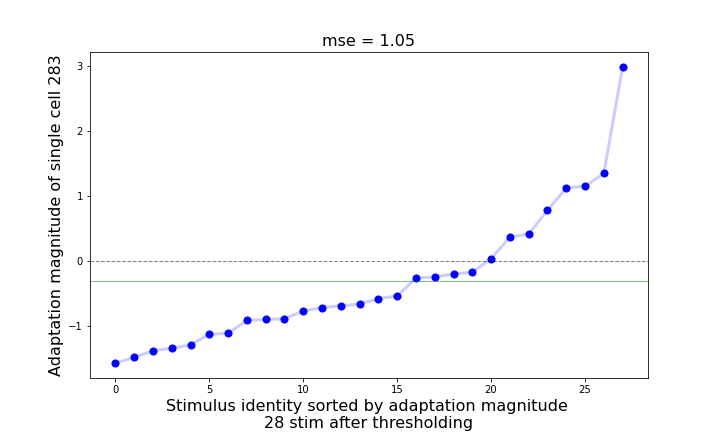 mse = 1.05
Adaptation magnitude of single cell 283
3
2
1
0
−1
0 5 10 15 20 25
Stimulus identity sorted by adaptation magnitude
28 stim after thresholding